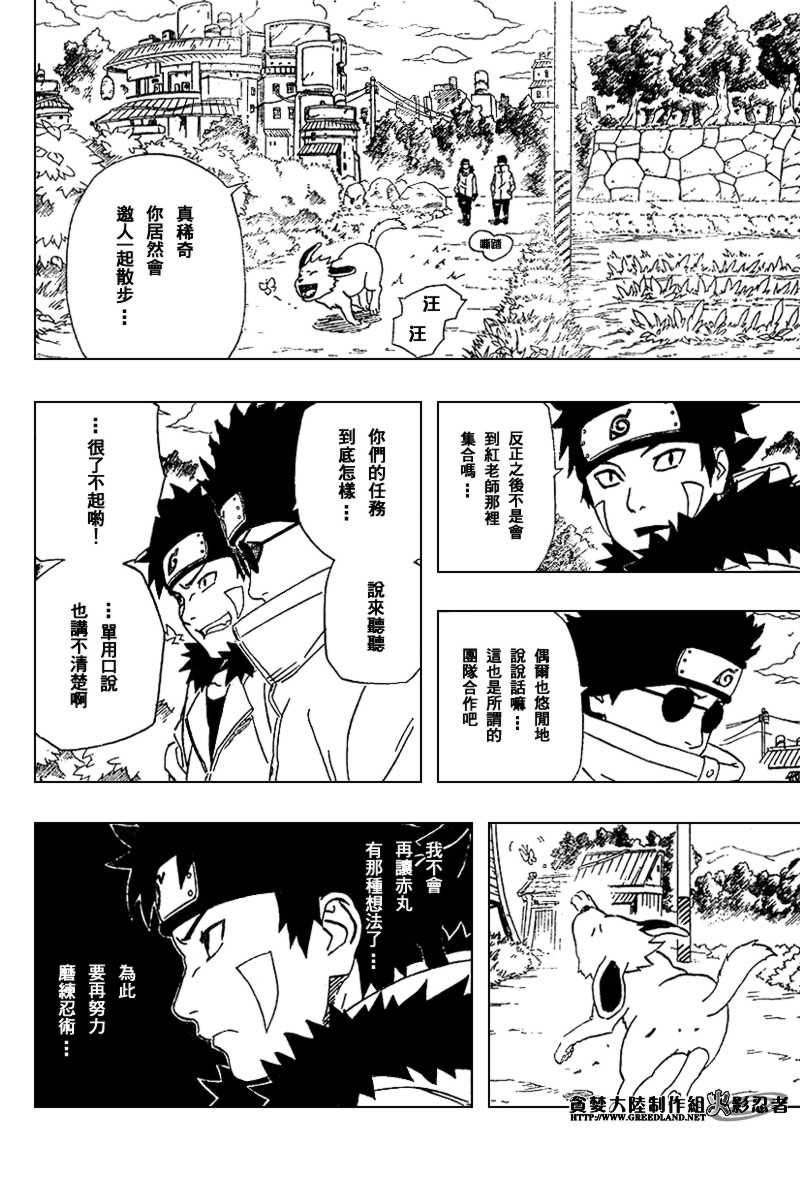 真稀奇
你居然會
邀人一起散步…
嘶踏
汪
汪
反正之後不是會
到紅老師那裡
集合嗎…
偶爾也悠閒地
說說話嘛…
這也是所謂的
團隊合作吧
你們的任務
到底怎樣…
說來聽聽
…很了不起喲!
…單用口說
也講不清楚啊
我不會
再讓赤丸
有那種想法了…
為此
要再努力
磨練忍術…
貪婪大陸制作組
火影忍者
HTTP://WWW.GREEDLAND.NET